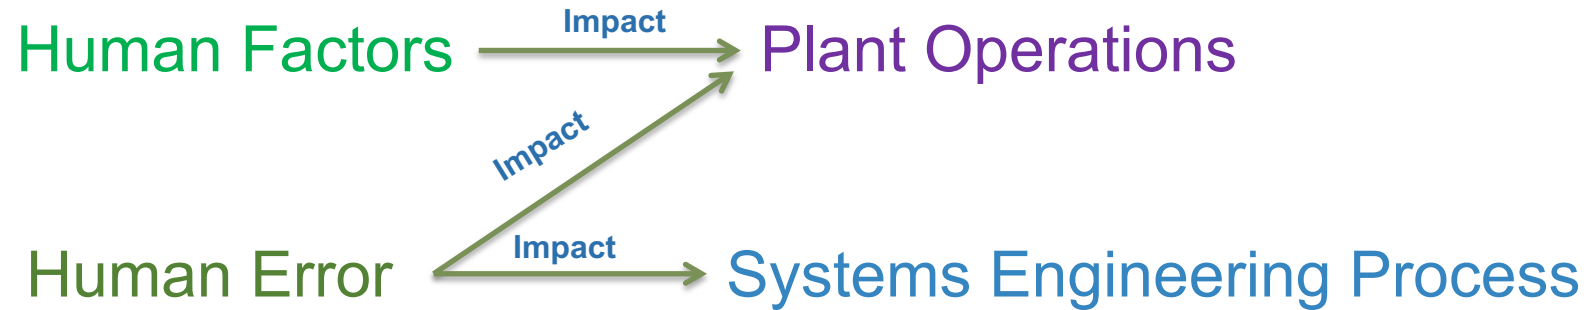 Impact
Human Factors Plant Operations
Impact
Impact
Human Error Systems Engineering Process